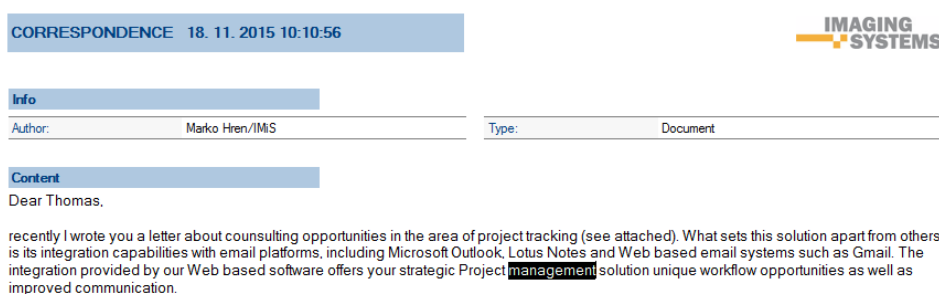 CORRESPONDENCE 18. 11. 2015 10:10:56
IMAGING
SYSTEMS
Info
Author: Marko Hren/IMiS Type: Document
Content
Dear Thomas,
recently I wrote you a letter about counsulting opportunities in the area of project tracking (see attached). What sets this solution apart from others
is its integration capabilities with email platforms, including Microsoft Outlook, Lotus Notes and Web based email systems such as Gmail. The
integration provided by our Web based software offers your strategic Project management solution unique workflow opportunities as well as
improved communication.